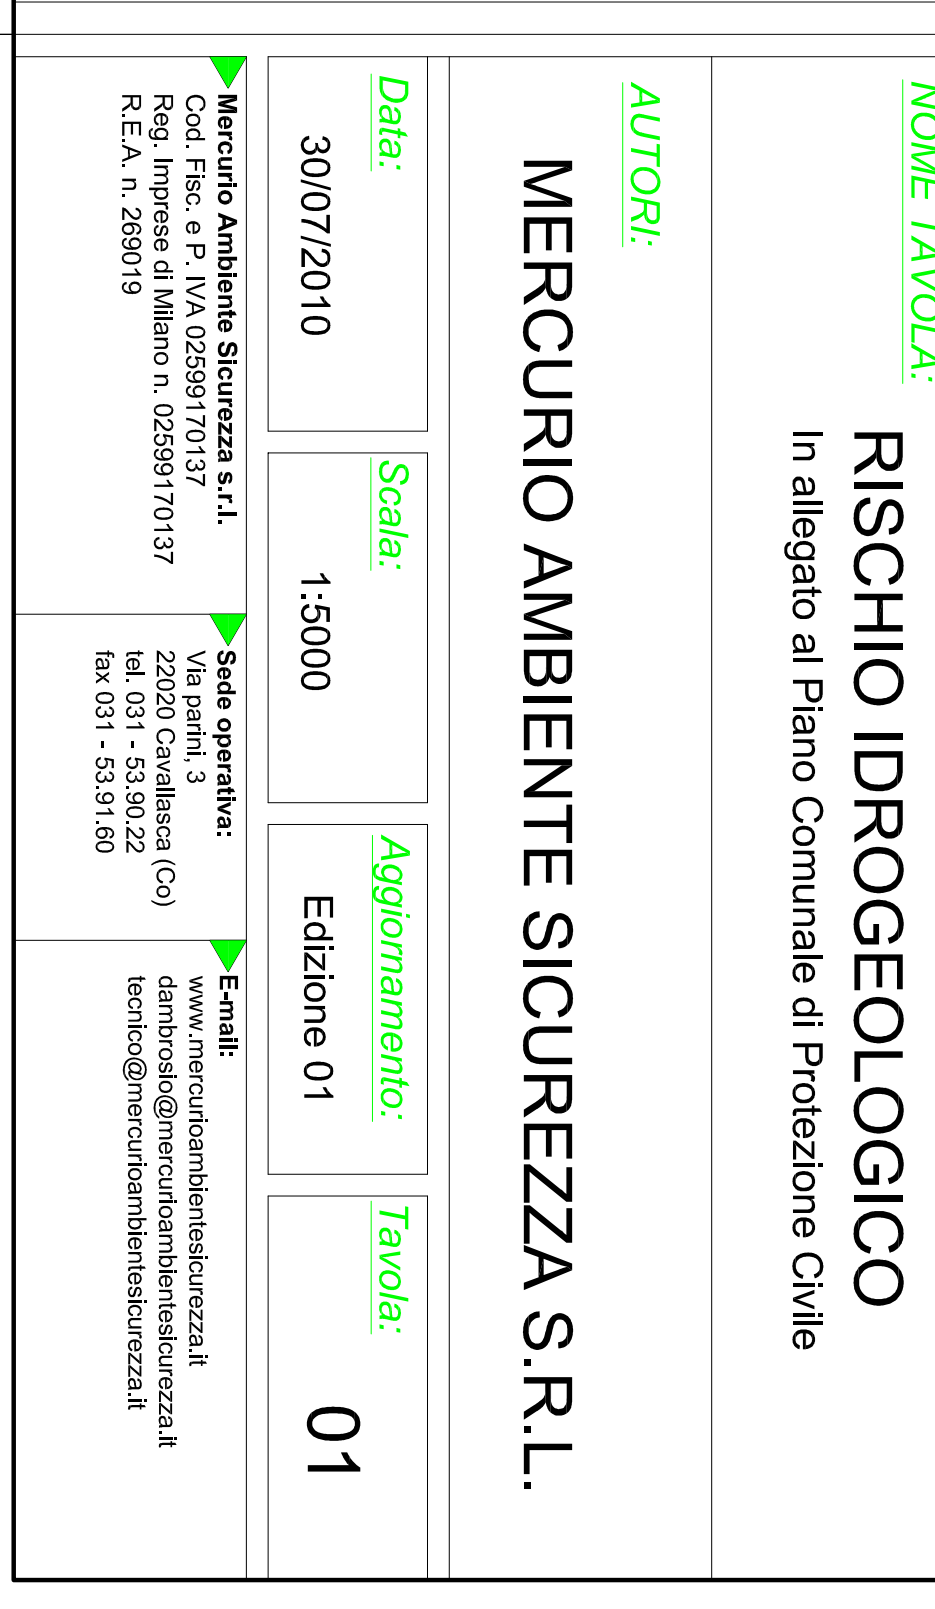 NOME TAVOLA:
RISCHIO IDROGEOLOGICO
In allegato al Piano Comunale di Protezione Civile
AUTORI:
MERCURIO AMBIENTE SICUREZZA S.R.L.
Data:
30/07/2010
Scala:
1:5000
Aggiornamento:
Edizione 01
Tavola:
01
Mercurio Ambiente Sicurezza s.r.l.
Cod. Fisc. e P. IVA 02599170137
Reg. Imprese di Milano n. 02599170137
R.E.A. n. 269019
Sede operativa:
Via parini, 3
22020 Cavallasca (Co)
tel. 031 - 53.90.22
fax 031 - 53.91.60
E-mail:
www.mercurioambientesicurezza.it
dambrosio@mercurioambientesicurezza.it
tecnico@mercurioambientesicurezza.it